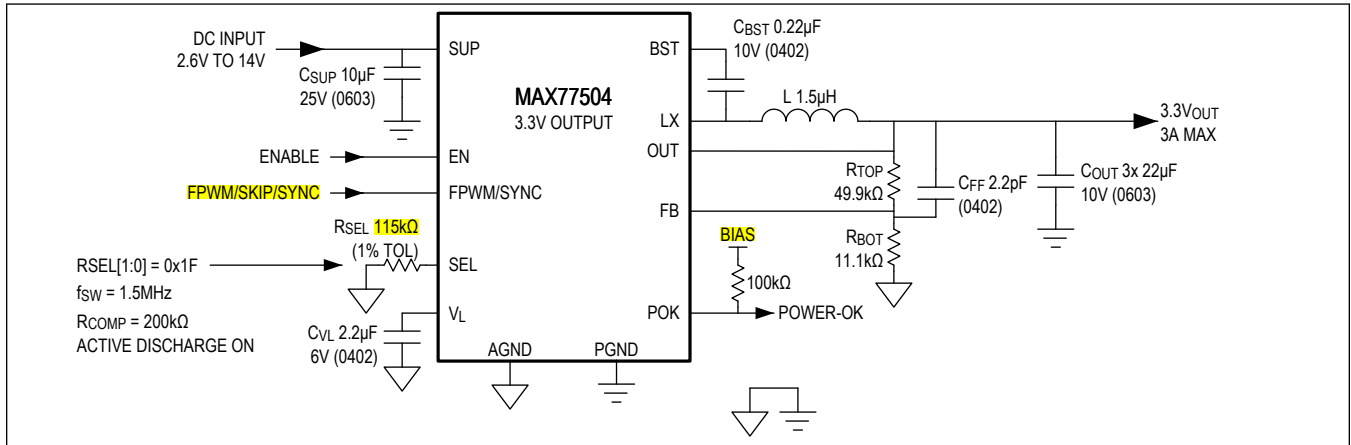 DC INPUT
2.6V TO 14V
CSUP 10µF
25V (0603)
SUP
MAX77504
3.3V OUTPUT
BST
CBST 0.22µF
10V (0402)
LX
L 1.5µH
3.3VOUT
3A MAX
OUT
ENABLE
EN
RTOP
49.9kΩ
CFF 2.2pF
(0402)
COUT 3x 22µF
10V (0603)
FPWM/SKIP/SYNC
FPWM/SYNC
FB
RSEL 115kΩ
(1% TOL)
SEL
BIAS
RBOT
11.1kΩ
100kΩ
RSEL[1:0] = 0x1F
fSW = 1.5MHz
RCOMP = 200kΩ
ACTIVE DISCHARGE ON
VL
CVL 2.2µF
6V (0402)
POK
POWER-OK
AGND
PGND